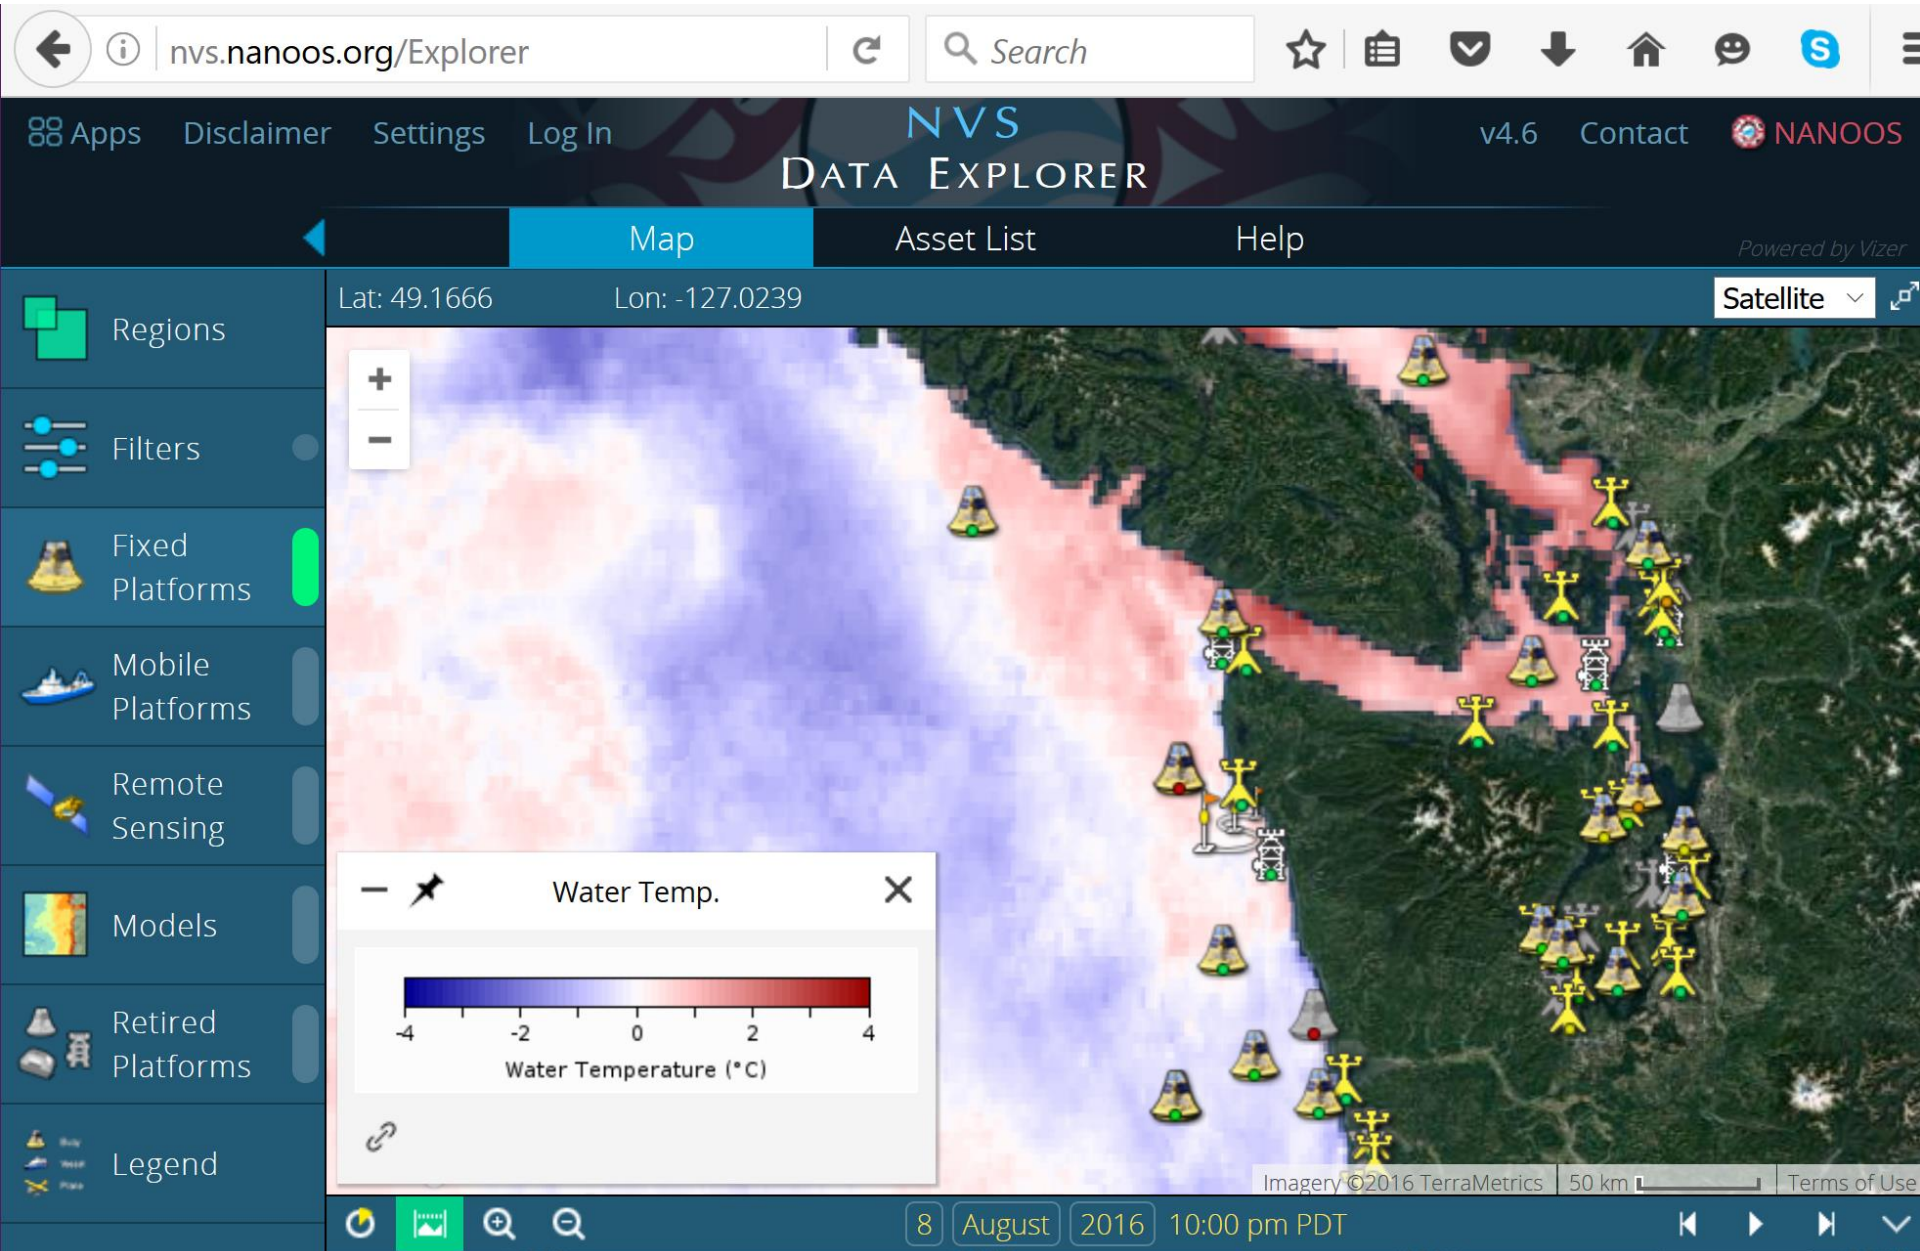 nvs.nanoos.org/Explorer
Search
Apps
Disclaimer
Settings
Log In
NVS
DATA EXPLORER
v4.6
Contact
NANOOS
Map
Asset List
Help
Powered by Vizer
Lat: 49.1666
Lon: -127.0239
Satellite
Regions
Filters
Fixed
Platforms
Mobile
Platforms
Remote
Sensing
Models
Retired
Platforms
Legend
+
−
Water Temp.
-4 -2 0 2 4
Water Temperature (°C)
Imagery ©2016 TerraMetrics
50 km
Terms of Use
8 August 2016 10:00 pm PDT